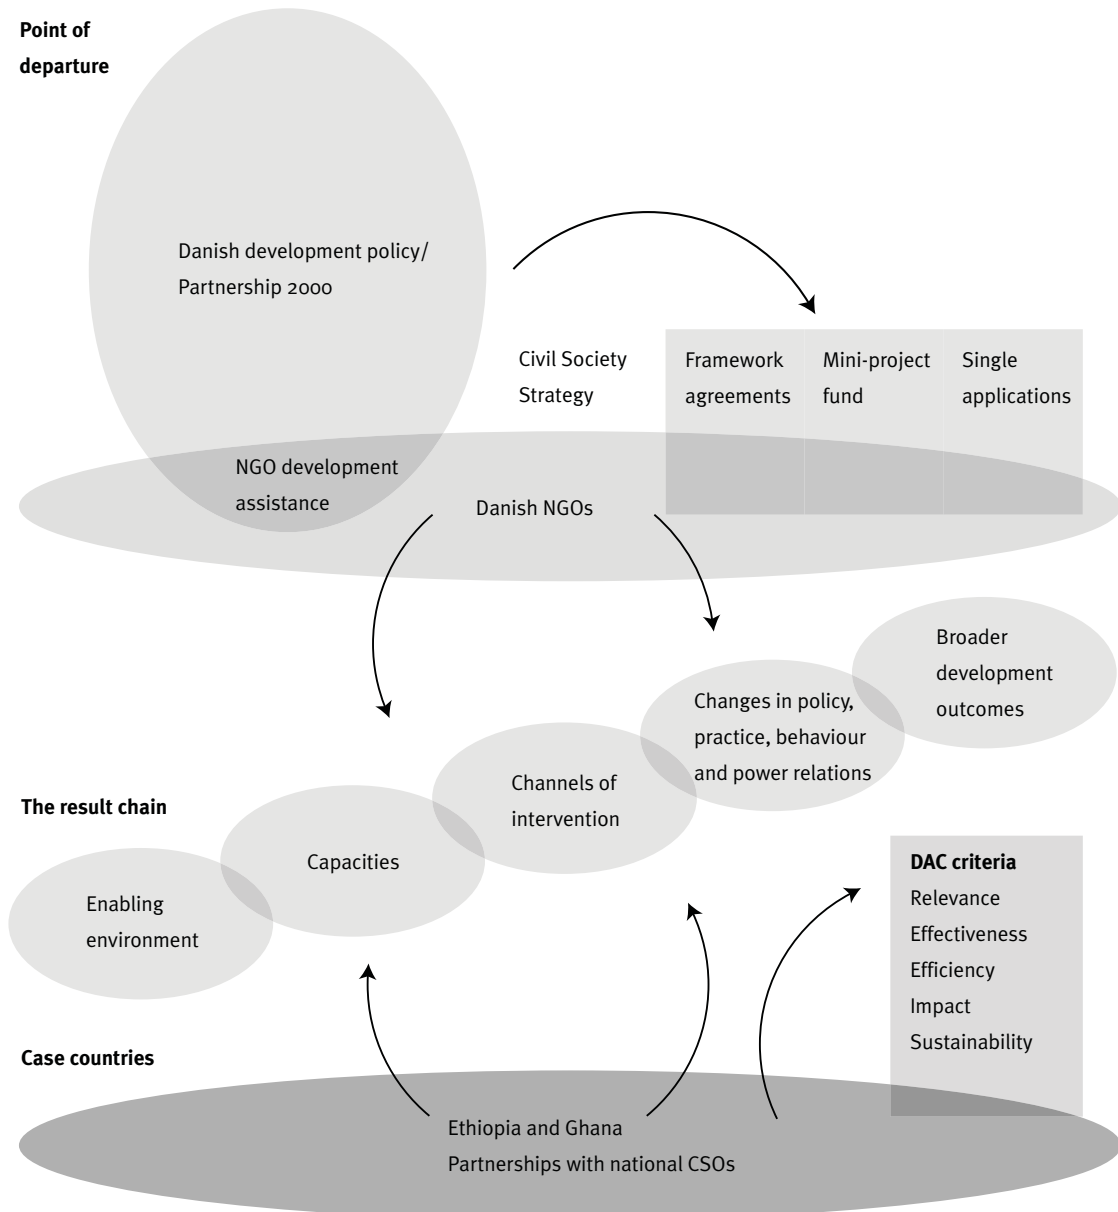 Point of
departure
Danish development policy/
Partnership 2000
Civil Society
Strategy
Framework
agreements
Mini-project
fund
Single
applications
NGO development
assistance
Danish NGOs
Broader
development
outcomes
Changes in policy,
practice, behaviour
and power relations
Channels of
intervention
The result chain
Capacities
Enabling
environment
DAC criteria
Relevance
Effectiveness
Efficiency
Impact
Sustainability
Case countries
Ethiopia and Ghana
Partnerships with national CSOs